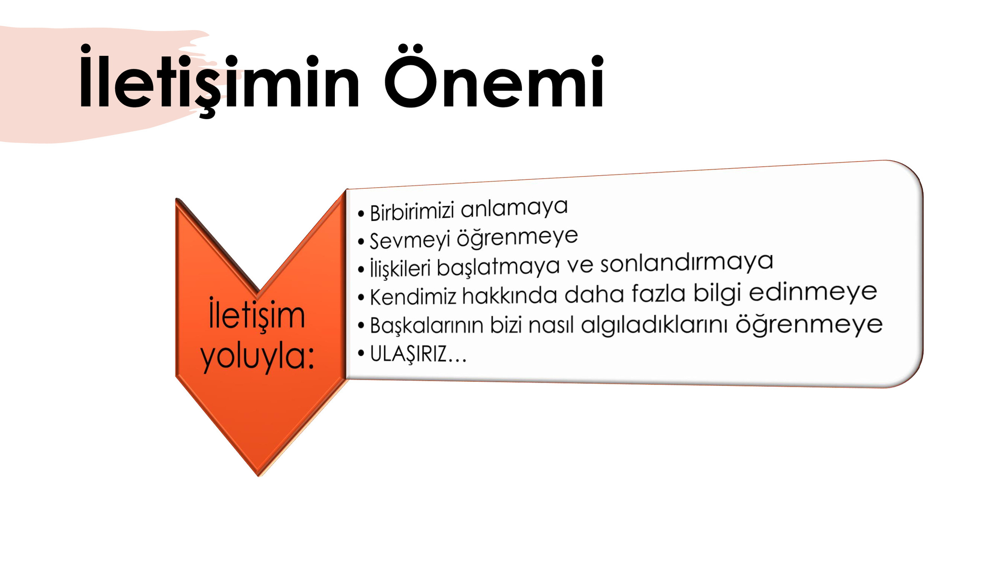 İletişimin Önemi
İletişim
yoluyla:
• Birbirimizi anlamaya
• Sevmeyi öğrenmeye
• İlişkileri başlatmaya ve sonlandırmaya
• Kendimiz hakkında daha fazla bilgi edinmeye
• Başkalarının bizi nasıl algıladıklarını öğrenmeye
• ULAŞIRIZ...